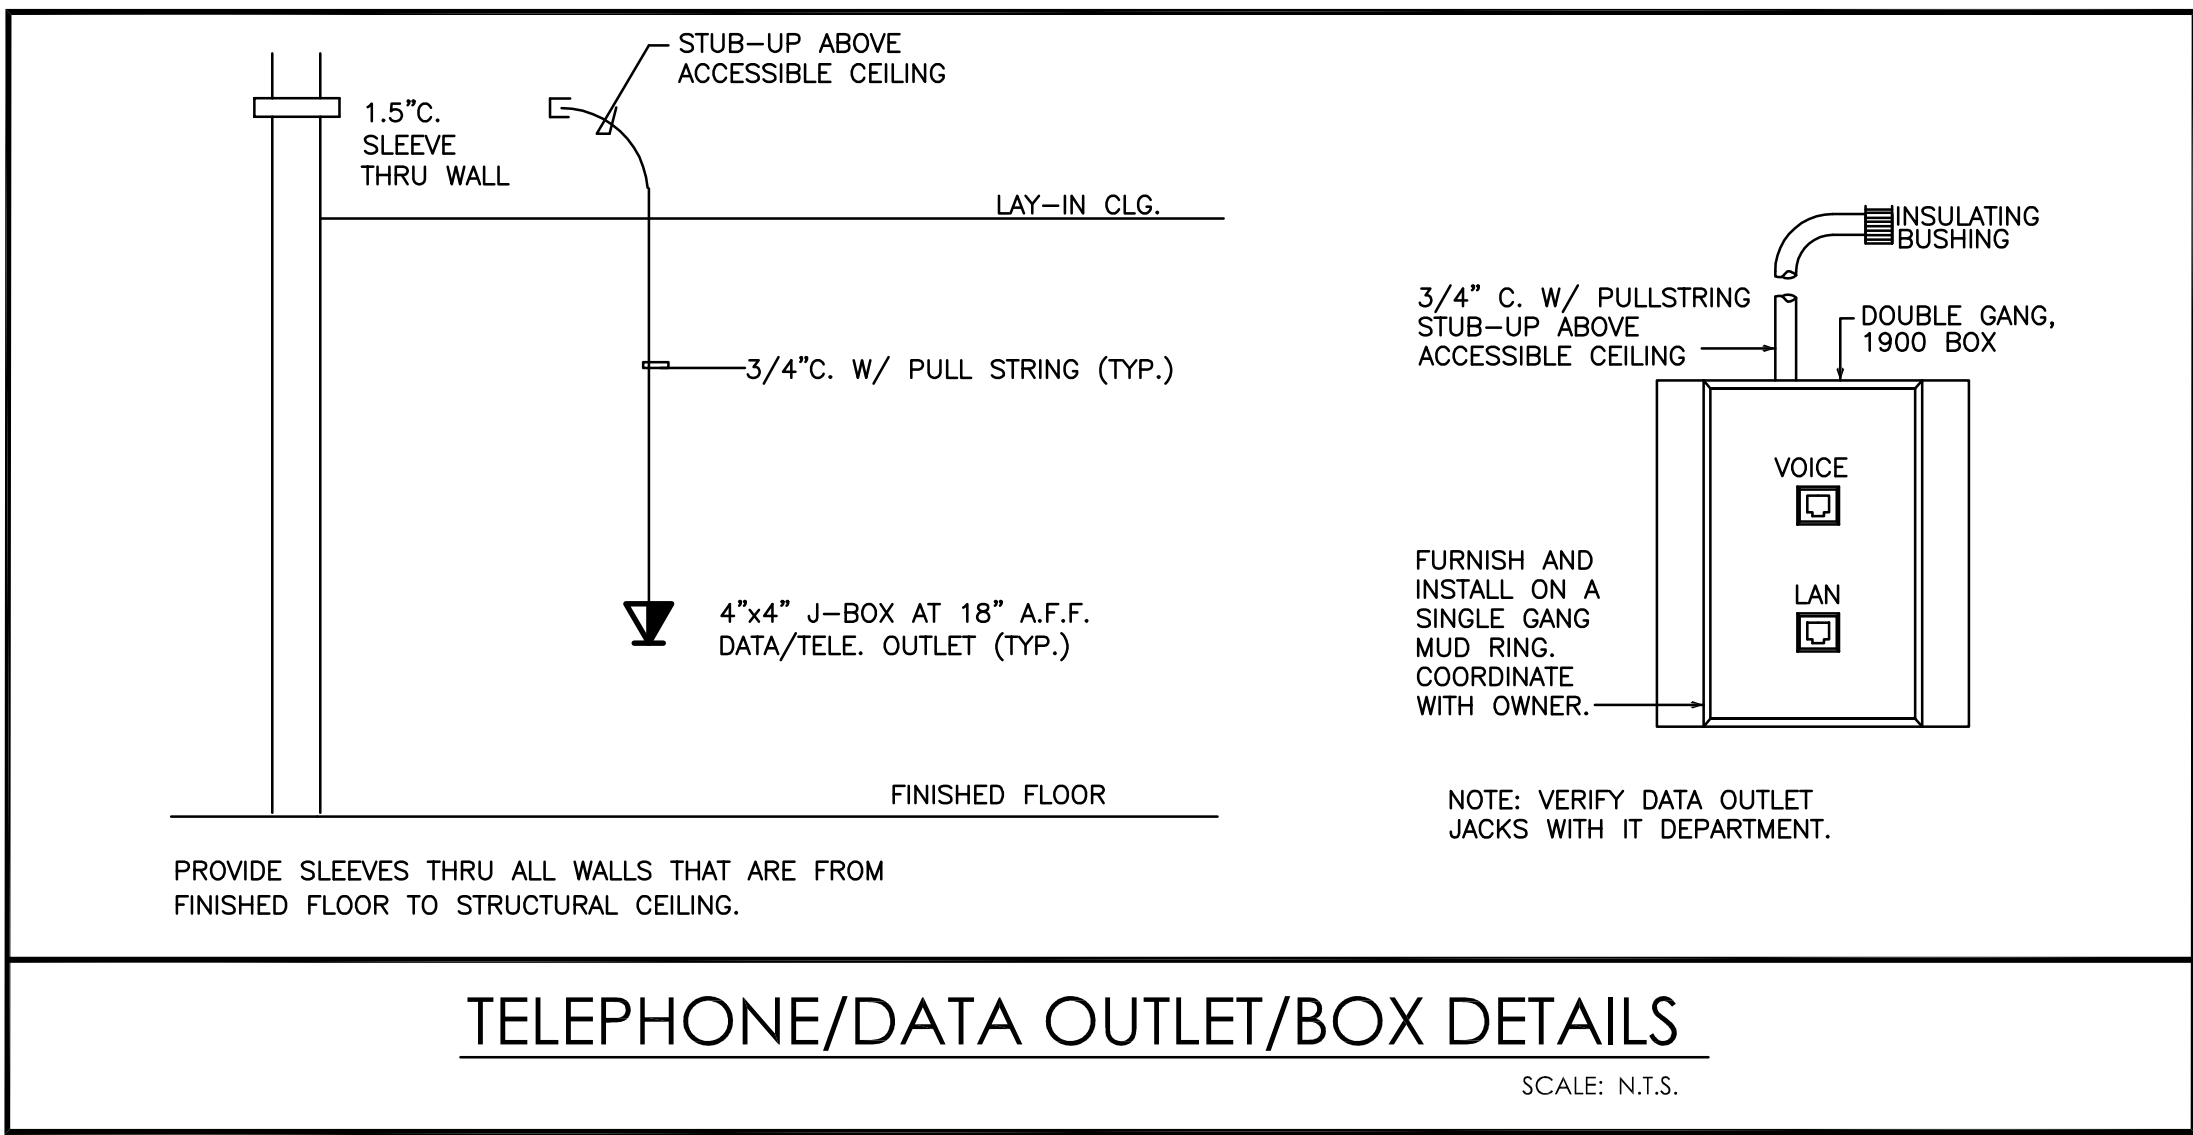 STUB-UP ABOVE
ACCESSIBLE CEILING
1.5"C.
SLEEVE
THRU WALL
LAY-IN CLG.
3/4"C. W/ PULL STRING (TYP.)
4"x4" J-BOX AT 18" A.F.F.
DATA/TELE. OUTLET (TYP.)
FINISHED FLOOR
PROVIDE SLEEVES THRU ALL WALLS THAT ARE FROM
FINISHED FLOOR TO STRUCTURAL CEILING.
INSULATING
BUSHING
3/4" C. W/ PULLSTRING
STUB-UP ABOVE
ACCESSIBLE CEILING
DOUBLE GANG,
1900 BOX
VOICE
LAN
FURNISH AND
INSTALL ON A
SINGLE GANG
MUD RING.
COORDINATE
WITH OWNER.
NOTE: VERIFY DATA OUTLET
JACKS WITH IT DEPARTMENT.
TELEPHONE/DATA OUTLET/BOX DETAILS
SCALE: N.T.S.